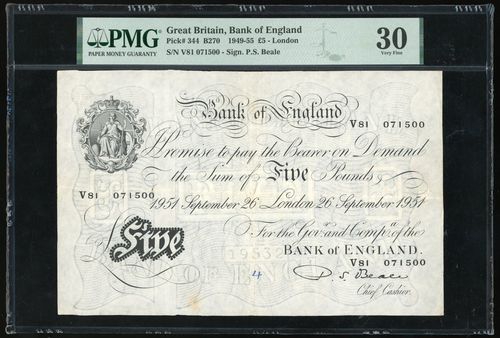 PMG
PAPER MONEY GUARANTY
Great Britain, Bank of England
Pick# 344 B270 1949-55 £5 - London
S/N V81 071500 - Sign. P.S. Beale
30
Very Fine
Bank of England
V81 071500
I Promise to pay the Bearer on Demand
the Sum of Five Pounds
V81 071500
1951 September 26 London 26 September 1951
For the Govr. and Compa. of the
BANK of ENGLAND.
Five
V81 071500
4
P. S. Beale
Chief Cashier.